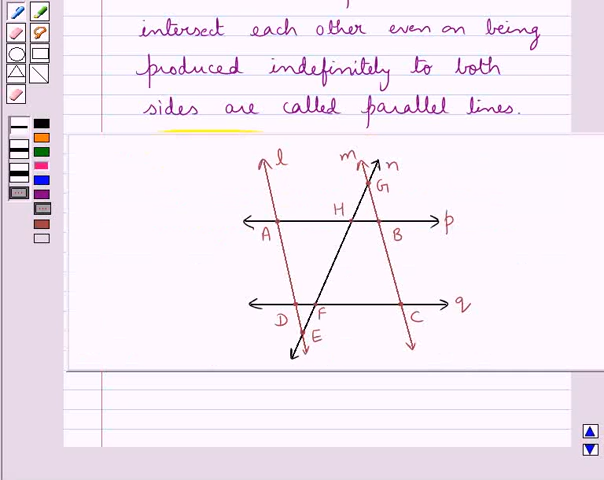 intersect each other even on being
produced indefinitely to both
sides are called parallel lines.
l m n
G
H
A B p
D F C q
E